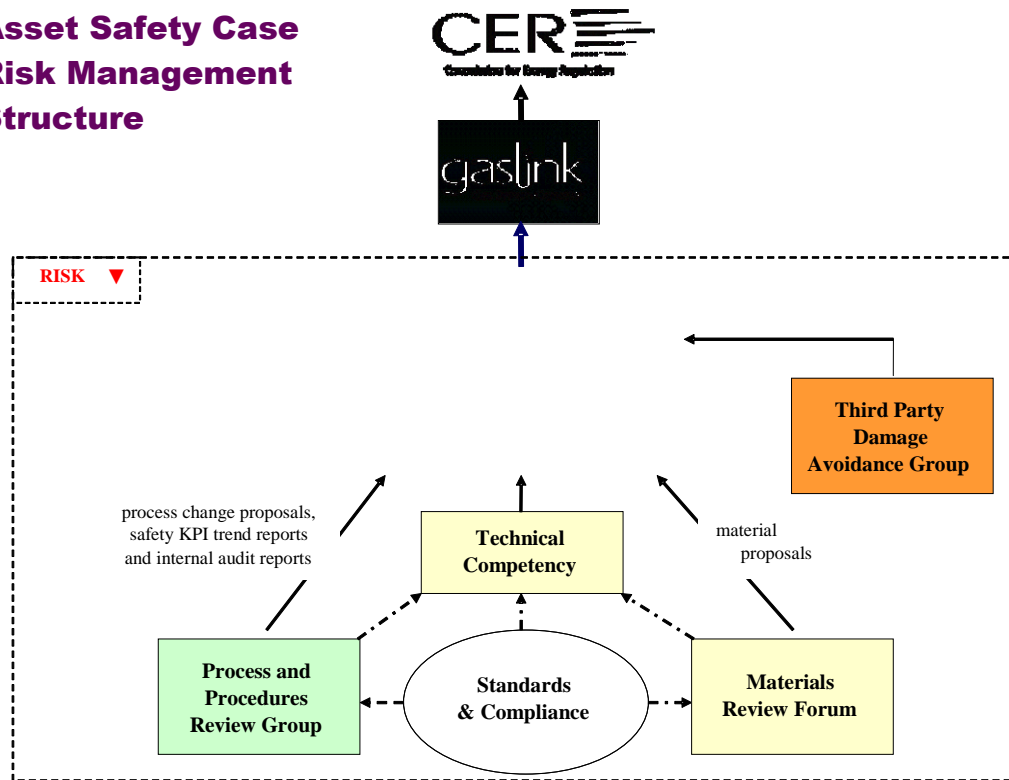 Asset Safety Case
Risk Management
Structure
CER
Commission for Energy Regulation
gaslink
RISK ▼
Third Party
Damage
Avoidance Group
process change proposals,
safety KPI trend reports
and internal audit reports
Technical
Competency
material
proposals
Process and
Procedures
Review Group
Standards
& Compliance
Materials
Review Forum